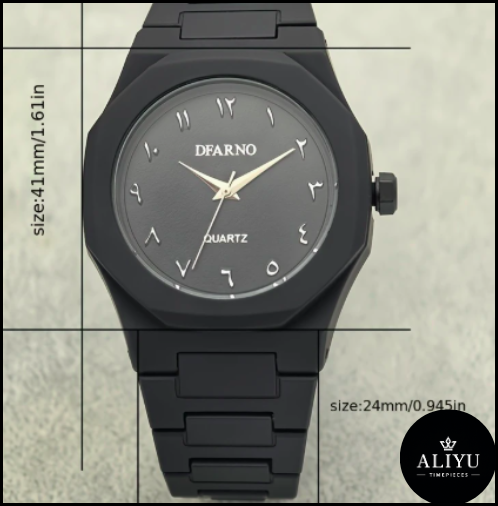 size:41mm/1.61in
١٢
١
٢
٣
٤
٥
٦
٧
٨
٩
١٠
١١
DFARNO
QUARTZ
size:24mm/0.945in
ALIYU
TIMEPIECES